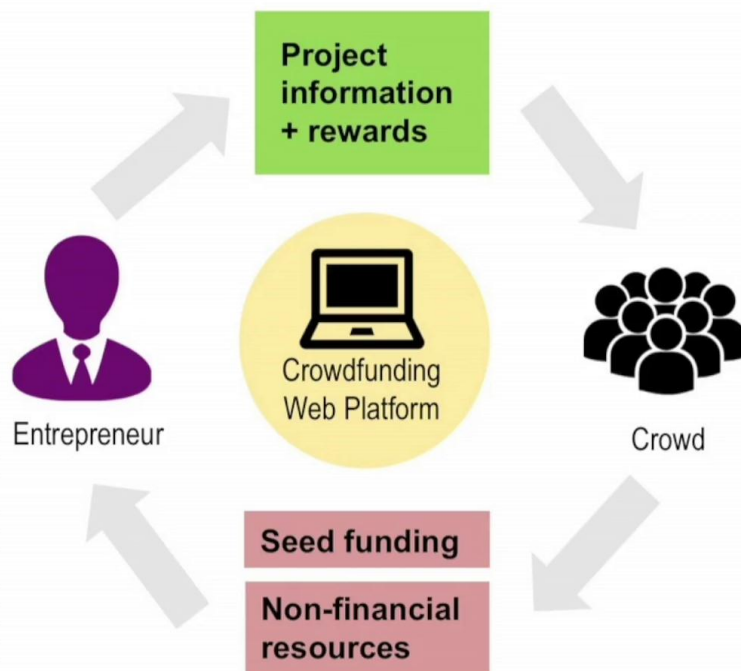 Project
information
+ rewards
Crowdfunding
Web Platform
Entrepreneur
Crowd
Seed funding
Non-financial
resources